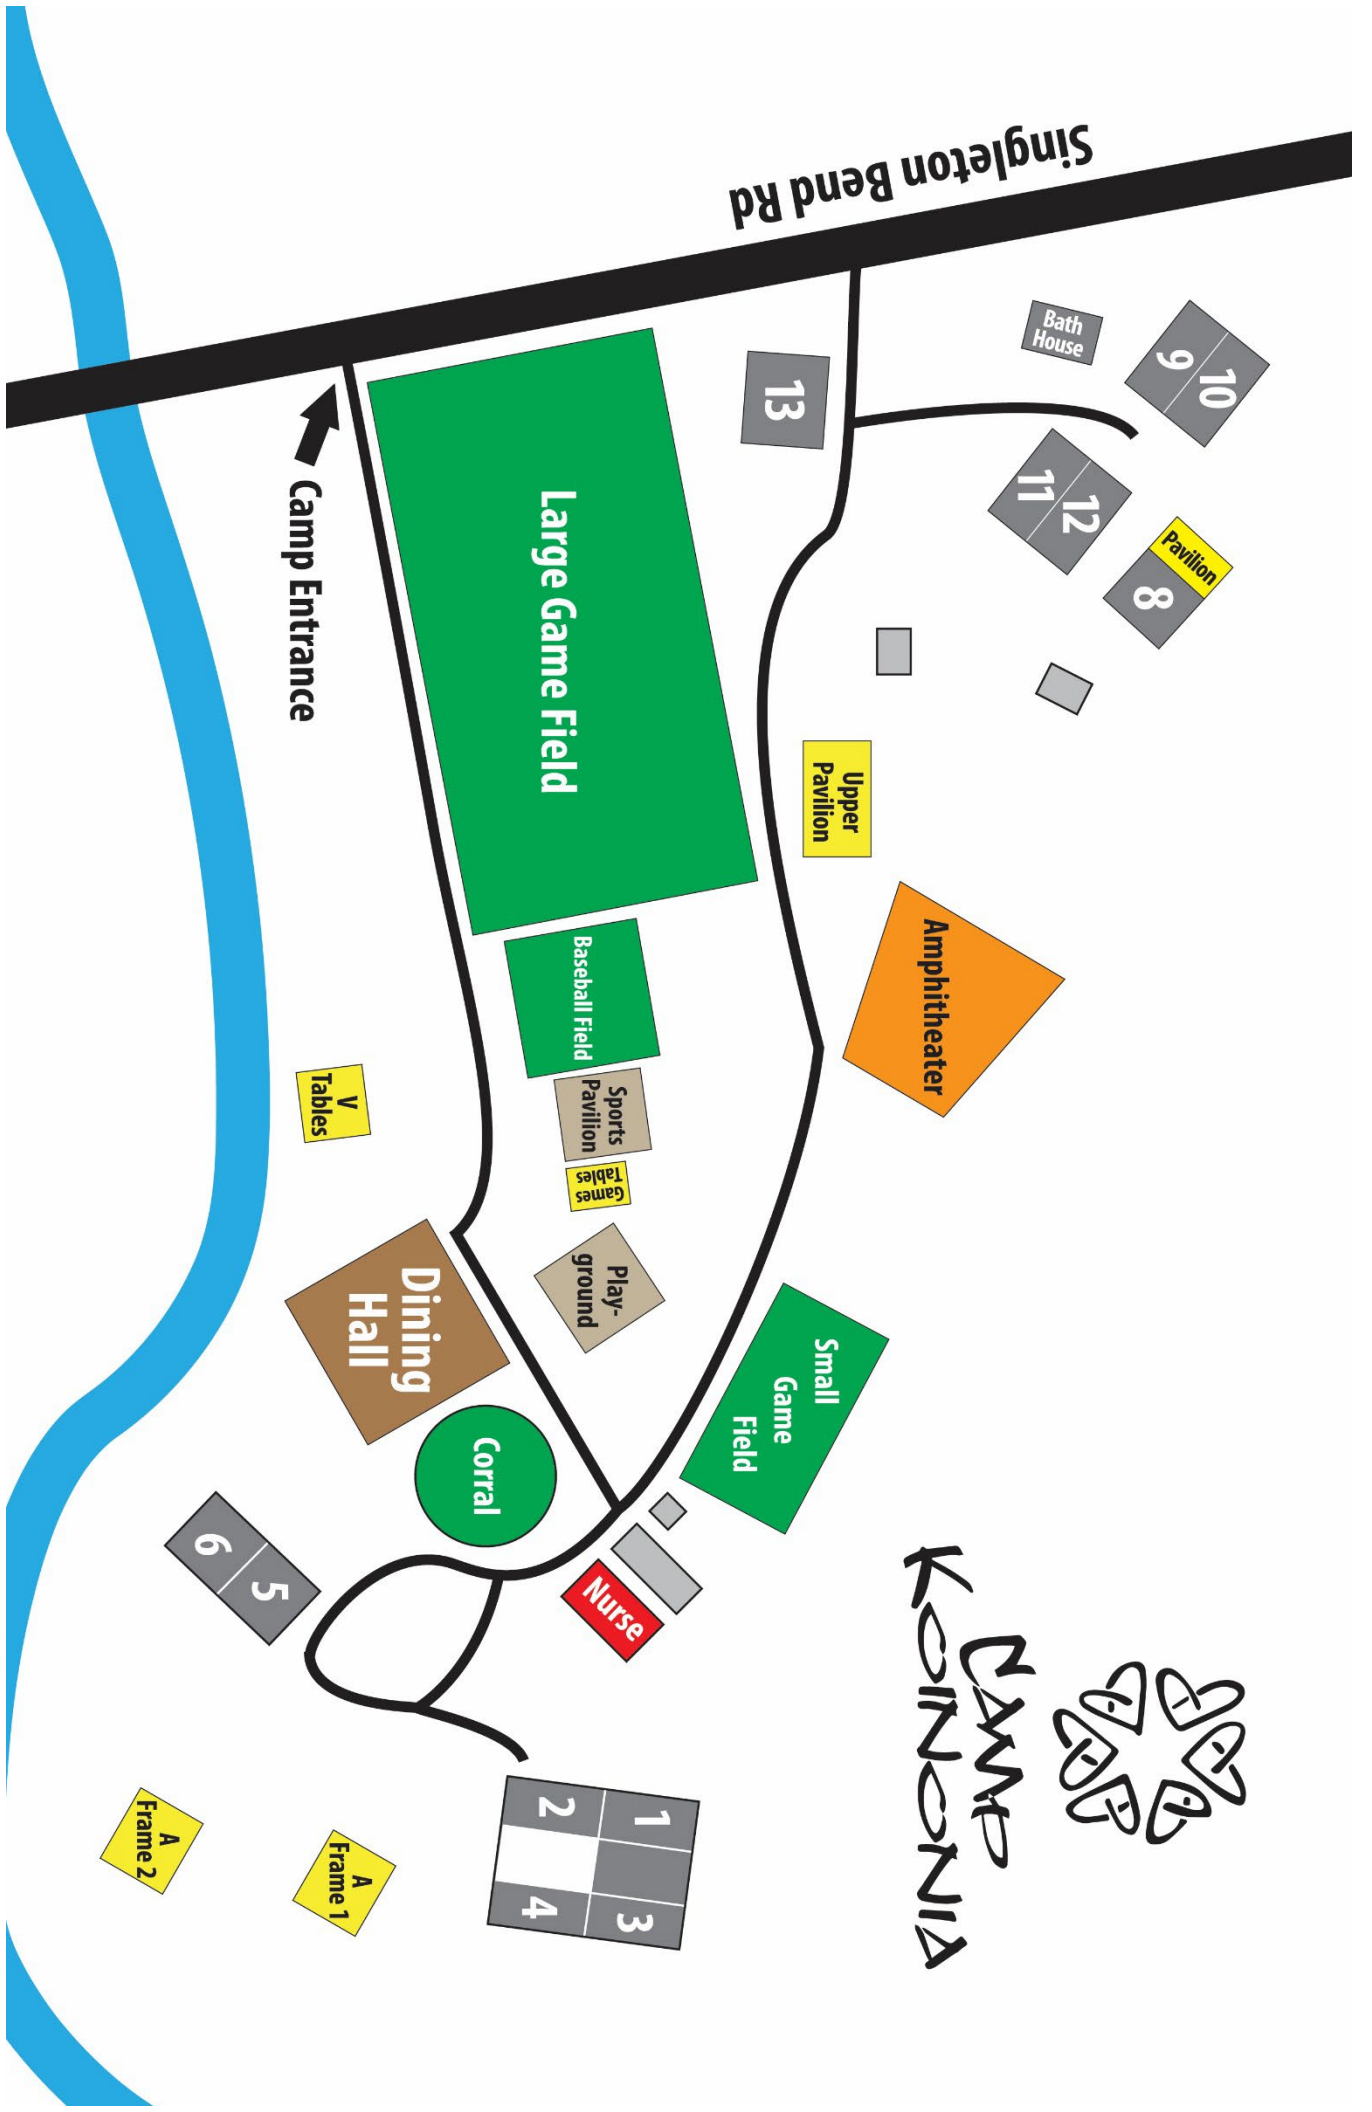 Singleton Bend Rd
Bath
House
9
10
11
12
Pavilion
8
13
Camp Entrance
Large Game Field
Upper
Pavilion
Amphitheater
Baseball Field
Sports
Pavilion
Games
Tables
Play-
ground
V
Tables
Dining
Hall
Corral
Small
Game
Field
Nurse
6
5
1
2
3
4
A
Frame 1
A
Frame 2
CAMP
KOINONIA